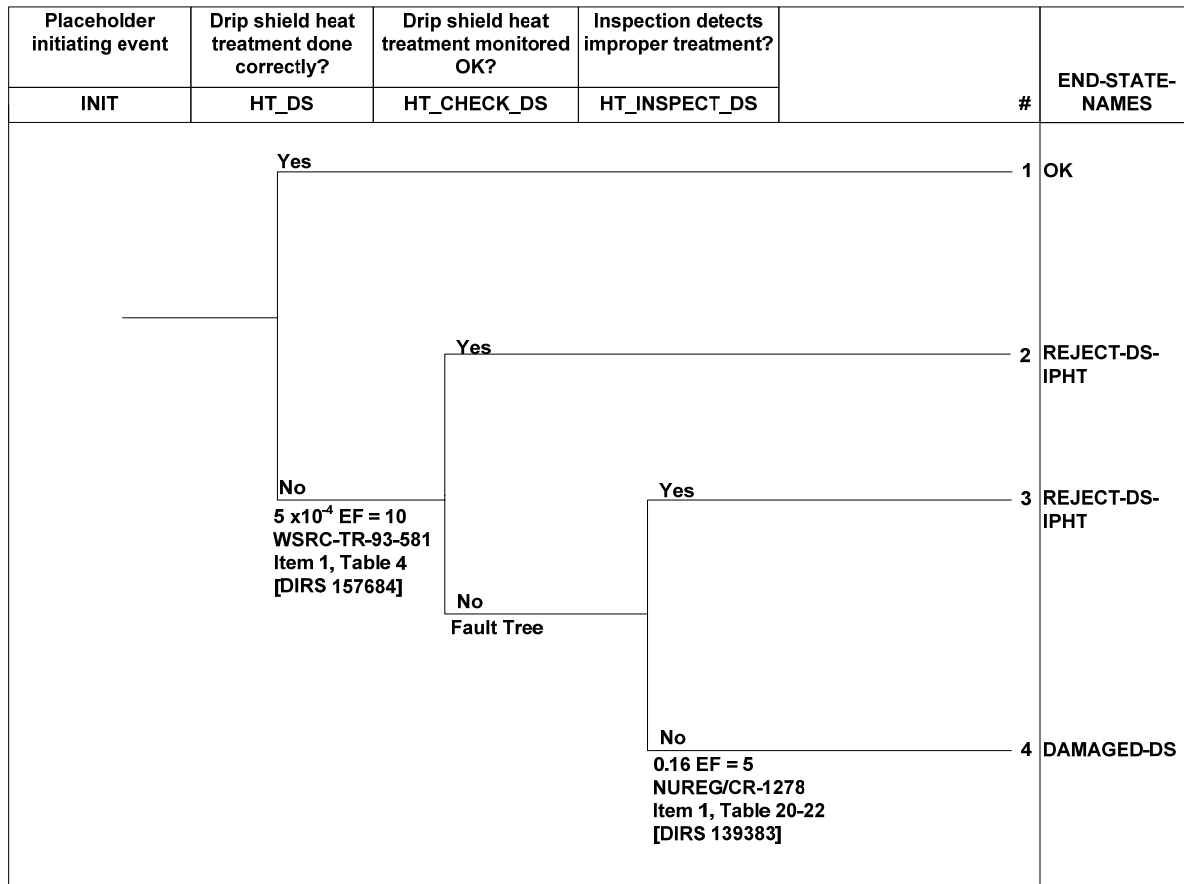 Placeholder
initiating event
Drip shield heat
treatment done
correctly?
Drip shield heat
treatment monitored
OK?
Inspection detects
improper treatment?
END-STATE-
NAMES
INIT
HT_DS
HT_CHECK_DS
HT_INSPECT_DS
#
Yes
1 OK
Yes
2 REJECT-DS-
IPHT
No
5 x10⁻⁴ EF = 10
WSRC-TR-93-581
Item 1, Table 4
[DIRS 157684]
Yes
3 REJECT-DS-
IPHT
No
Fault Tree
No
0.16 EF = 5
NUREG/CR-1278
Item 1, Table 20-22
[DIRS 139383]
4 DAMAGED-DS